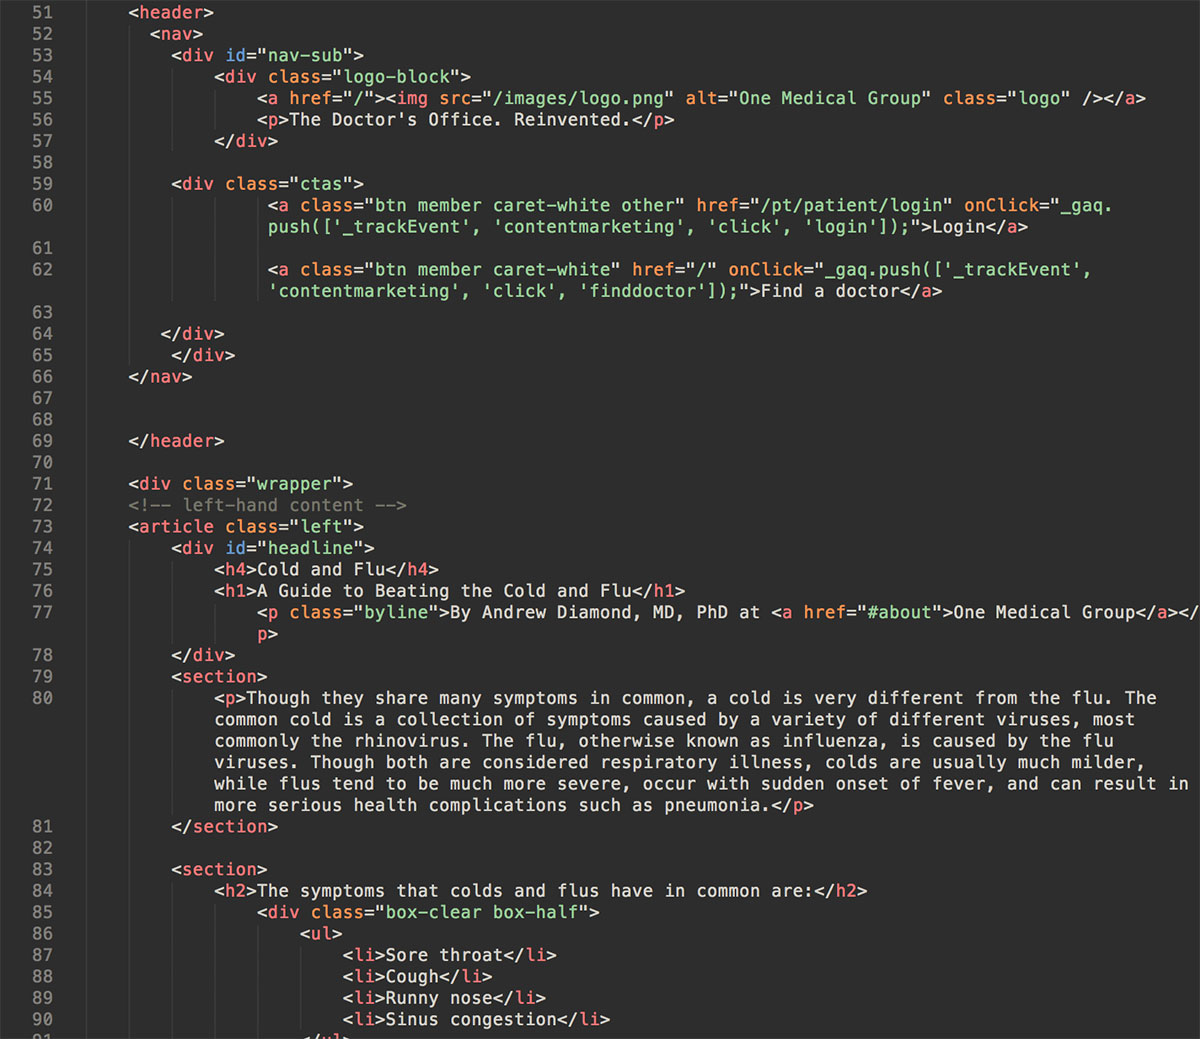 51 <header>
52 <nav>
53 <div id="nav-sub">
54 <div class="logo-block">
55 <a href="/"><img src="/images/logo.png" alt="One Medical Group" class="logo" /></a>
56 <p>The Doctor's Office. Reinvented.</p>
57 </div>
58
59 <div class="ctas">
60 <a class="btn member caret-white other" href="/pt/patient/login" onClick="_gaq.
push(['_trackEvent', 'contentmarketing', 'click', 'login']);">Login</a>
61
62 <a class="btn member caret-white" href="/" onClick="_gaq.push(['_trackEvent',
'contentmarketing', 'click', 'finddoctor']);">Find a doctor</a>
63
64 </div>
65 </div>
66 </nav>
67
68
69 </header>
70
71 <div class="wrapper">
72 <!-- left-hand content -->
73 <article class="left">
74 <div id="headline">
75 <h4>Cold and Flu</h4>
76 <h1>A Guide to Beating the Cold and Flu</h1>
77 <p class="byline">By Andrew Diamond, MD, PhD at <a href="#about">One Medical Group</a></
p>
78 </div>
79 <section>
80 <p>Though they share many symptoms in common, a cold is very different from the flu. The
common cold is a collection of symptoms caused by a variety of different viruses, most
commonly the rhinovirus. The flu, otherwise known as influenza, is caused by the flu
viruses. Though both are considered respiratory illness, colds are usually much milder,
while flus tend to be much more severe, occur with sudden onset of fever, and can result in
more serious health complications such as pneumonia.</p>
81 </section>
82
83 <section>
84 <h2>The symptoms that colds and flus have in common are:</h2>
85 <div class="box-clear box-half">
86 <ul>
87 <li>Sore throat</li>
88 <li>Cough</li>
89 <li>Runny nose</li>
90 <li>Sinus congestion</li>
91 </ul>